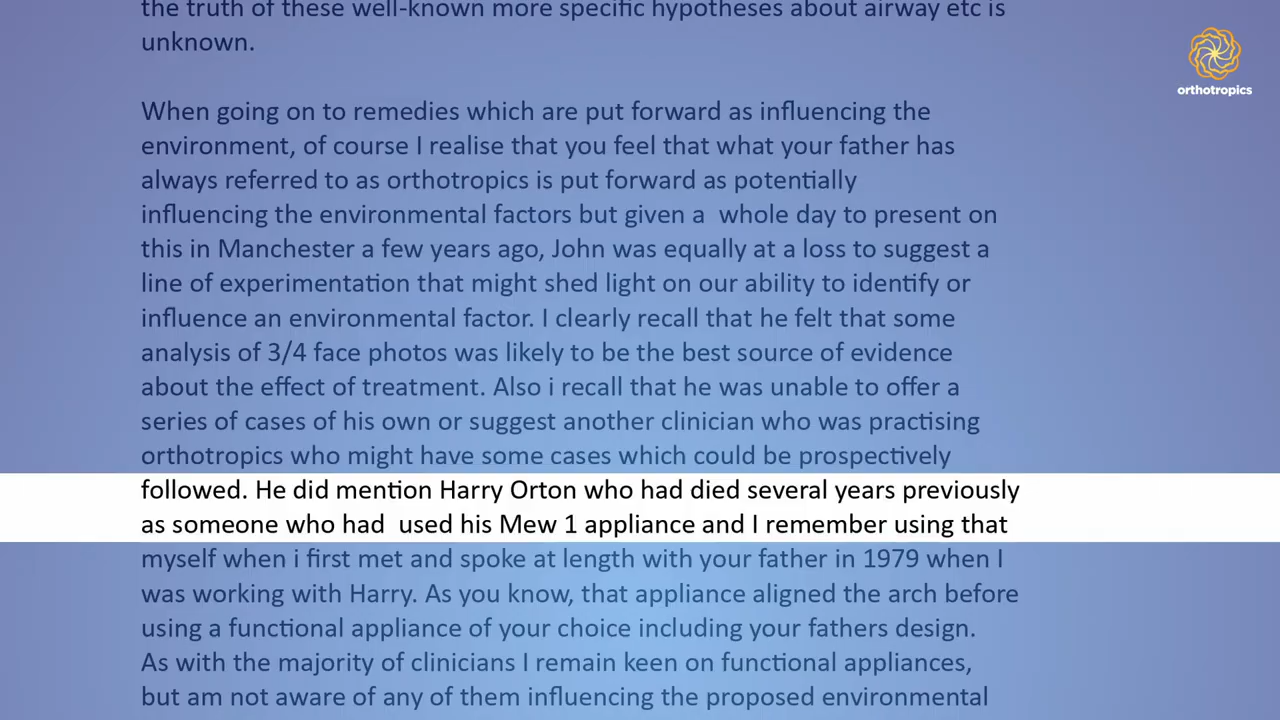 the truth of these well-known more specific hypotheses about airway etc is
unknown.
orthotropics
When going on to remedies which are put forward as influencing the
environment, of course I realise that you feel that what your father has
always referred to as orthotropics is put forward as potentially
influencing the environmental factors but given a  whole day to present on
this in Manchester a few years ago, John was equally at a loss to suggest a
line of experimentation that might shed light on our ability to identify or
influence an environmental factor. I clearly recall that he felt that some
analysis of 3/4 face photos was likely to be the best source of evidence
about the effect of treatment. Also i recall that he was unable to offer a
series of cases of his own or suggest another clinician who was practising
orthotropics who might have some cases which could be prospectively
followed. He did mention Harry Orton who had died several years previously
as someone who had  used his Mew 1 appliance and I remember using that
myself when i first met and spoke at length with your father in 1979 when I
was working with Harry. As you know, that appliance aligned the arch before
using a functional appliance of your choice including your fathers design.
As with the majority of clinicians I remain keen on functional appliances,
but am not aware of any of them influencing the proposed environmental